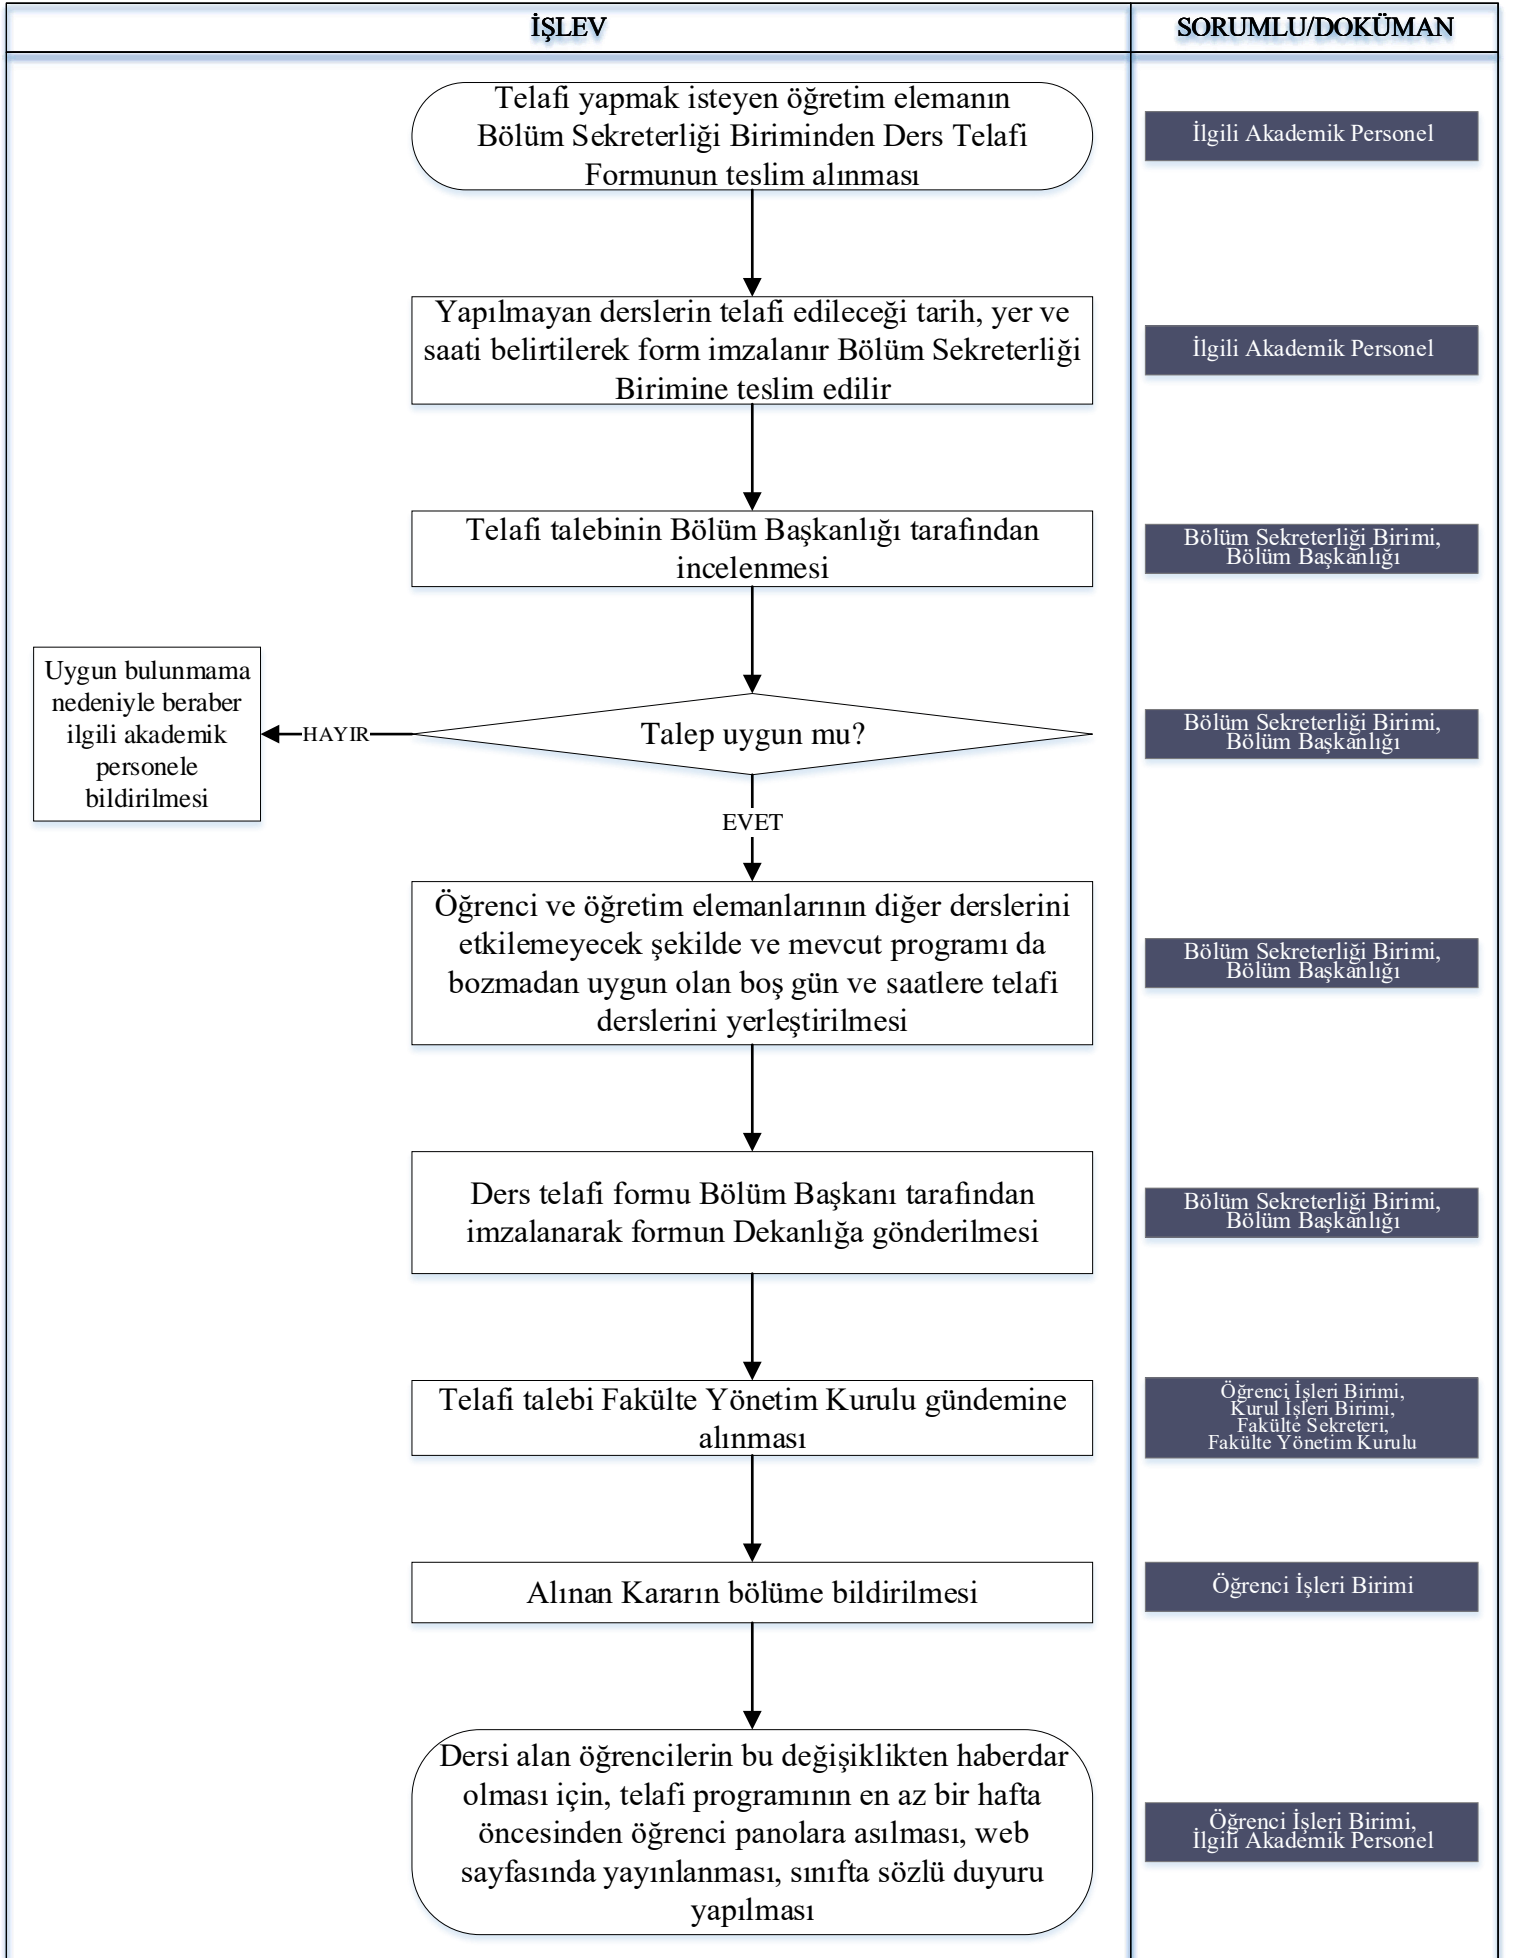 İŞLEV
SORUMLU/DOKÜMAN
Telafi yapmak isteyen öğretim elemanın
Bölüm Sekreterliği Biriminden Ders Telafi
Formunun teslim alınması
İlgili Akademik Personel
Yapılmayan derslerin telafi edileceği tarih, yer ve
saati belirtilerek form imzalanır Bölüm Sekreterliği
Birimine teslim edilir
İlgili Akademik Personel
Telafi talebinin Bölüm Başkanlığı tarafından
incelenmesi
Bölüm Sekreterliği Birimi,
Bölüm Başkanlığı
Uygun bulunmama
nedeniyle beraber
ilgili akademik
personele
bildirilmesi
HAYIR
Talep uygun mu?
Bölüm Sekreterliği Birimi,
Bölüm Başkanlığı
EVET
Öğrenci ve öğretim elemanlarının diğer derslerini
etkilemeyecek şekilde ve mevcut programı da
bozmadan uygun olan boş gün ve saatlere telafi
derslerini yerleştirilmesi
Bölüm Sekreterliği Birimi,
Bölüm Başkanlığı
Ders telafi formu Bölüm Başkanı tarafından
imzalanarak formun Dekanlığa gönderilmesi
Bölüm Sekreterliği Birimi,
Bölüm Başkanlığı
Telafi talebi Fakülte Yönetim Kurulu gündemine
alınması
Öğrenci İşleri Birimi,
Kurul İşleri Birimi,
Fakülte Sekreteri,
Fakülte Yönetim Kurulu
Alınan Kararın bölüme bildirilmesi
Öğrenci İşleri Birimi
Dersi alan öğrencilerin bu değişiklikten haberdar
olması için, telafi programının en az bir hafta
öncesinden öğrenci panolara asılması, web
sayfasında yayınlanması, sınıfta sözlü duyuru
yapılması
Öğrenci İşleri Birimi,
İlgili Akademik Personel